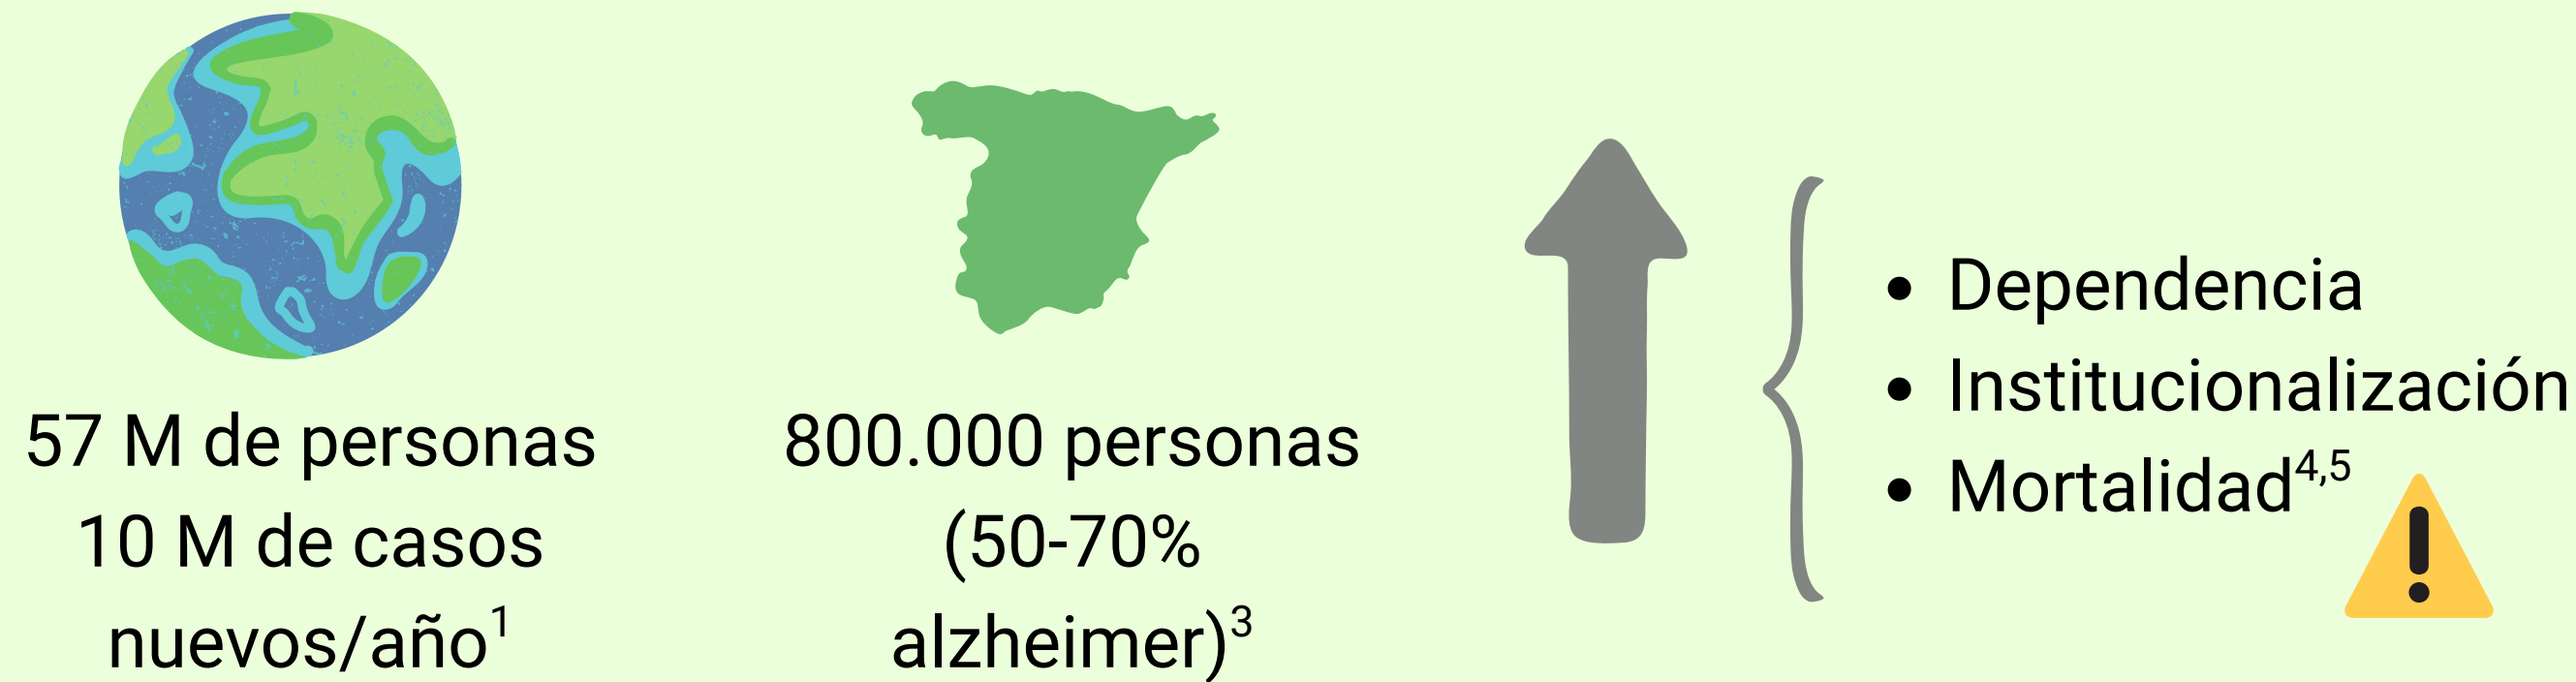 57 M de personas
10 M de casos
nuevos/año¹
800.000 personas
(50-70%
alzheimer)³
• Dependencia
• Institucionalización
• Mortalidad⁴,⁵